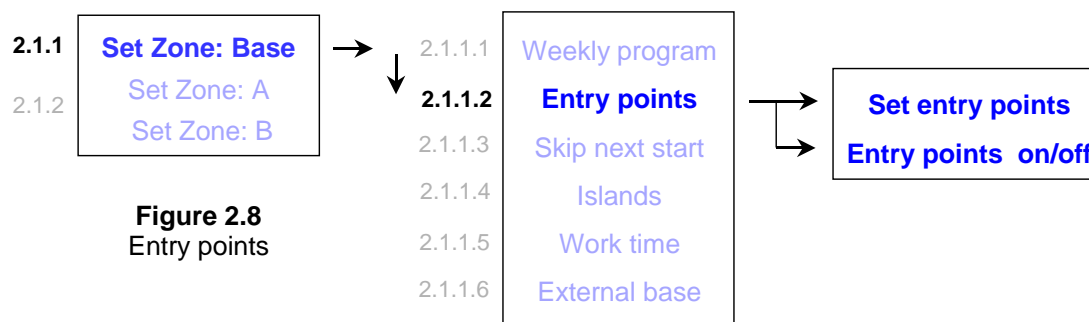 2.1.1 Set Zone: Base
2.1.2 Set Zone: A
Set Zone: B
Figure 2.8
Entry points
2.1.1.1 Weekly program
2.1.1.2 Entry points
2.1.1.3 Skip next start
2.1.1.4 Islands
2.1.1.5 Work time
2.1.1.6 External base
Set entry points
Entry points on/off